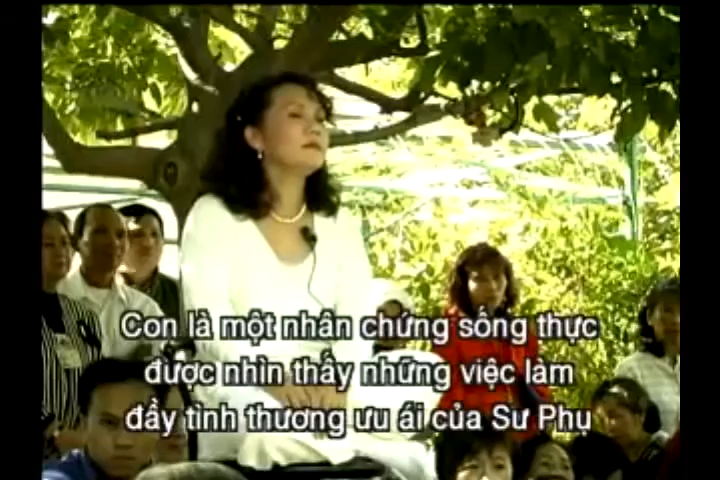 Con là một nhân chứng sống thực
được nhìn thấy những việc làm
đầy tình thương ưu ái của Sư Phụ